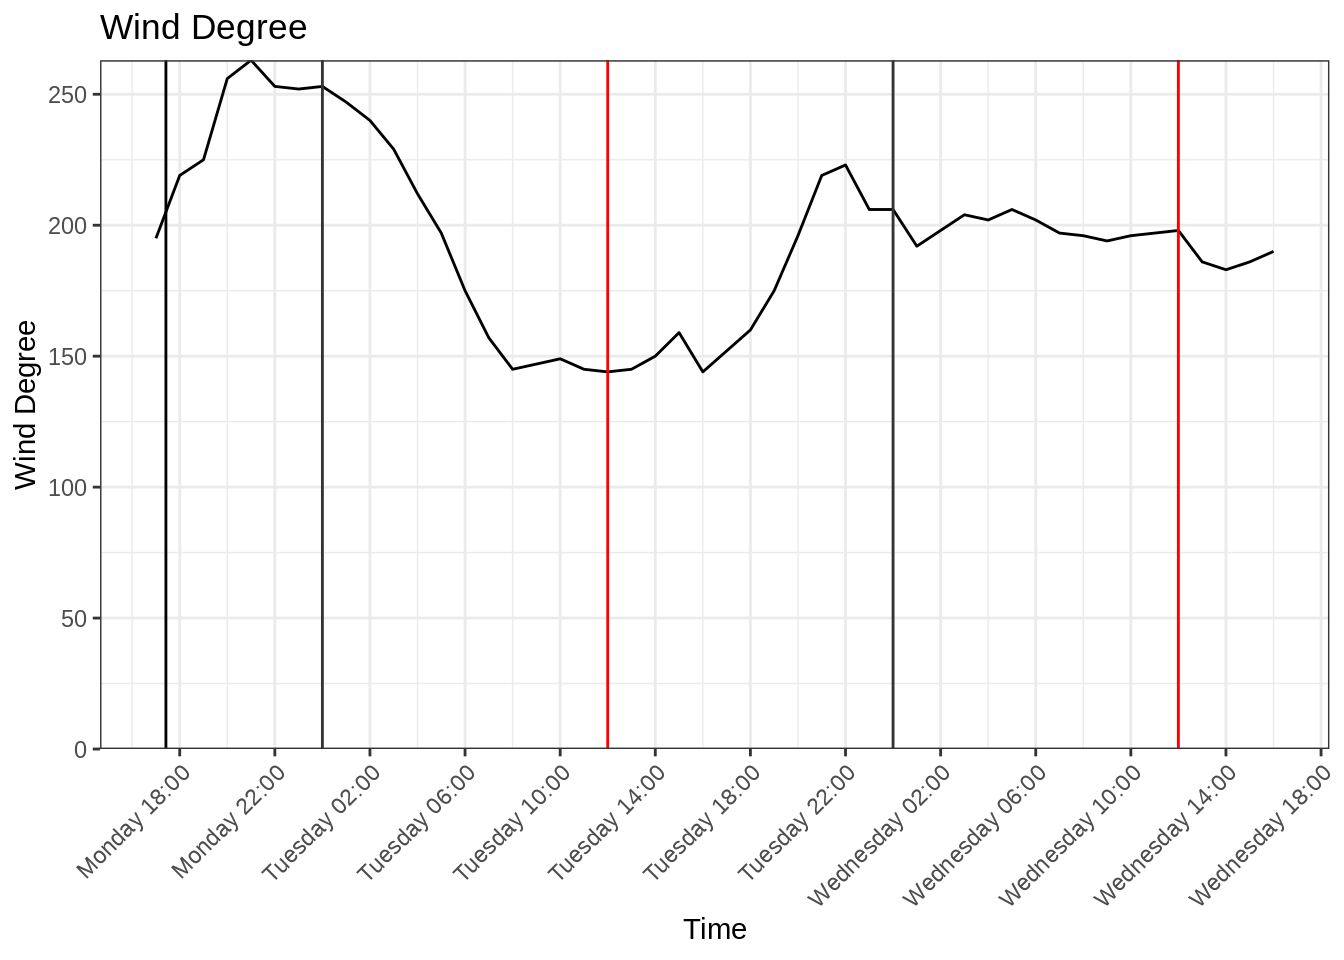 Wind Degree
Wind Degree
250
200
150
100
50
0
Monday 18:00
Monday 22:00
Tuesday 02:00
Tuesday 06:00
Tuesday 10:00
Tuesday 14:00
Tuesday 18:00
Tuesday 22:00
Wednesday 02:00
Wednesday 06:00
Wednesday 10:00
Wednesday 14:00
Wednesday 18:00
Time